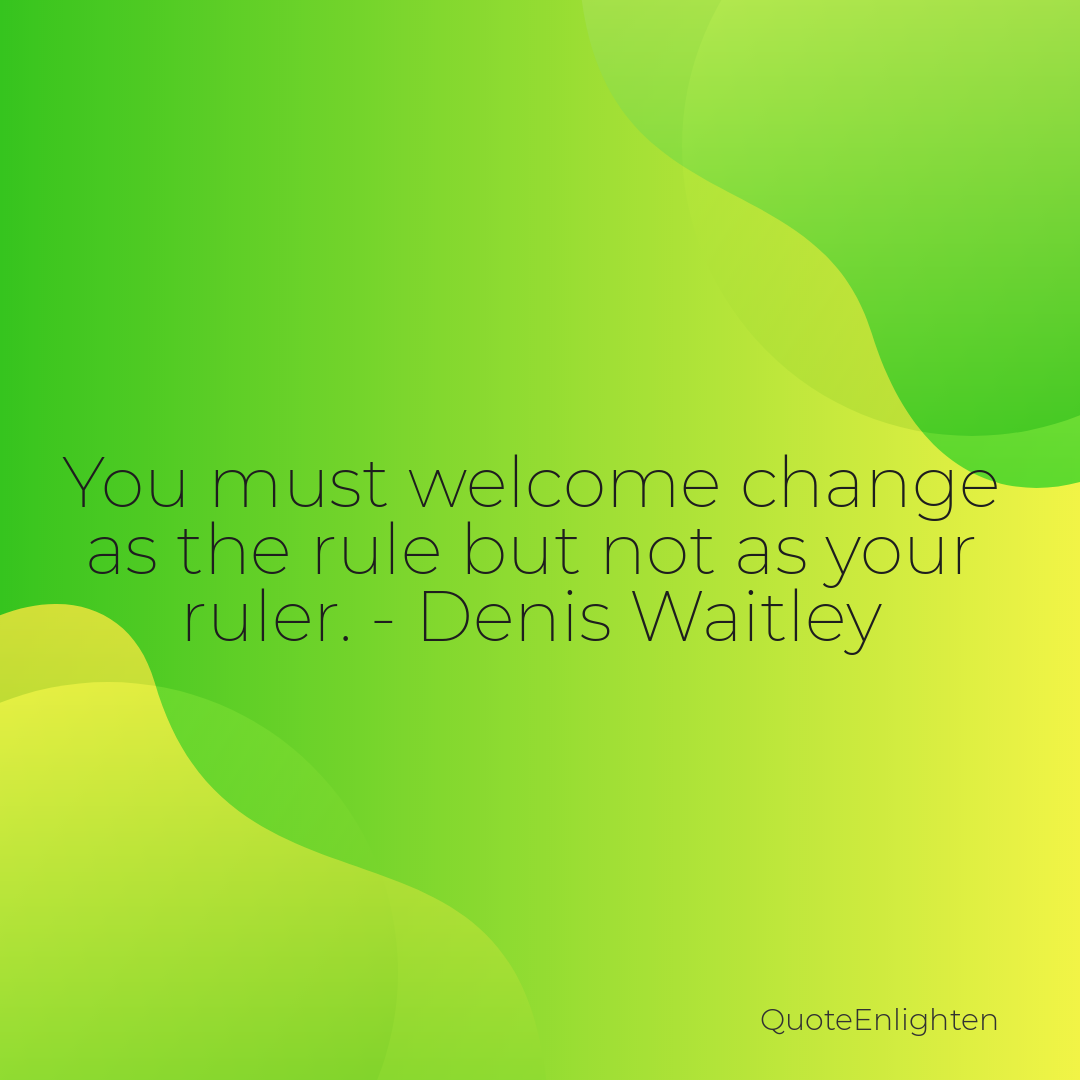 You must welcome change
as the rule but not as your
ruler. - Denis Waitley
QuoteEnlighten